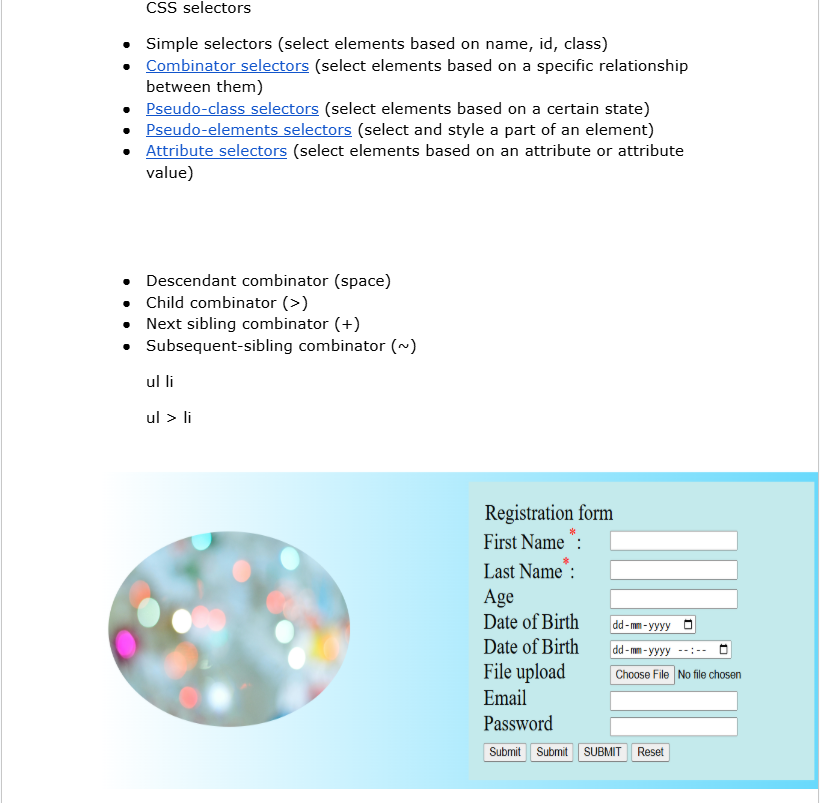 CSS selectors
• Simple selectors (select elements based on name, id, class)
• Combinator selectors (select elements based on a specific relationship
between them)
• Pseudo-class selectors (select elements based on a certain state)
• Pseudo-elements selectors (select and style a part of an element)
• Attribute selectors (select elements based on an attribute or attribute
value)
• Descendant combinator (space)
• Child combinator (>)
• Next sibling combinator (+)
• Subsequent-sibling combinator (~)
ul li
ul > li
Registration form
First Name *:
Last Name*:
Age
Date of Birth dd-mm-yyyy
Date of Birth dd-mm-yyyy --:--
File upload Choose File No file chosen
Email
Password
Submit Submit SUBMIT Reset